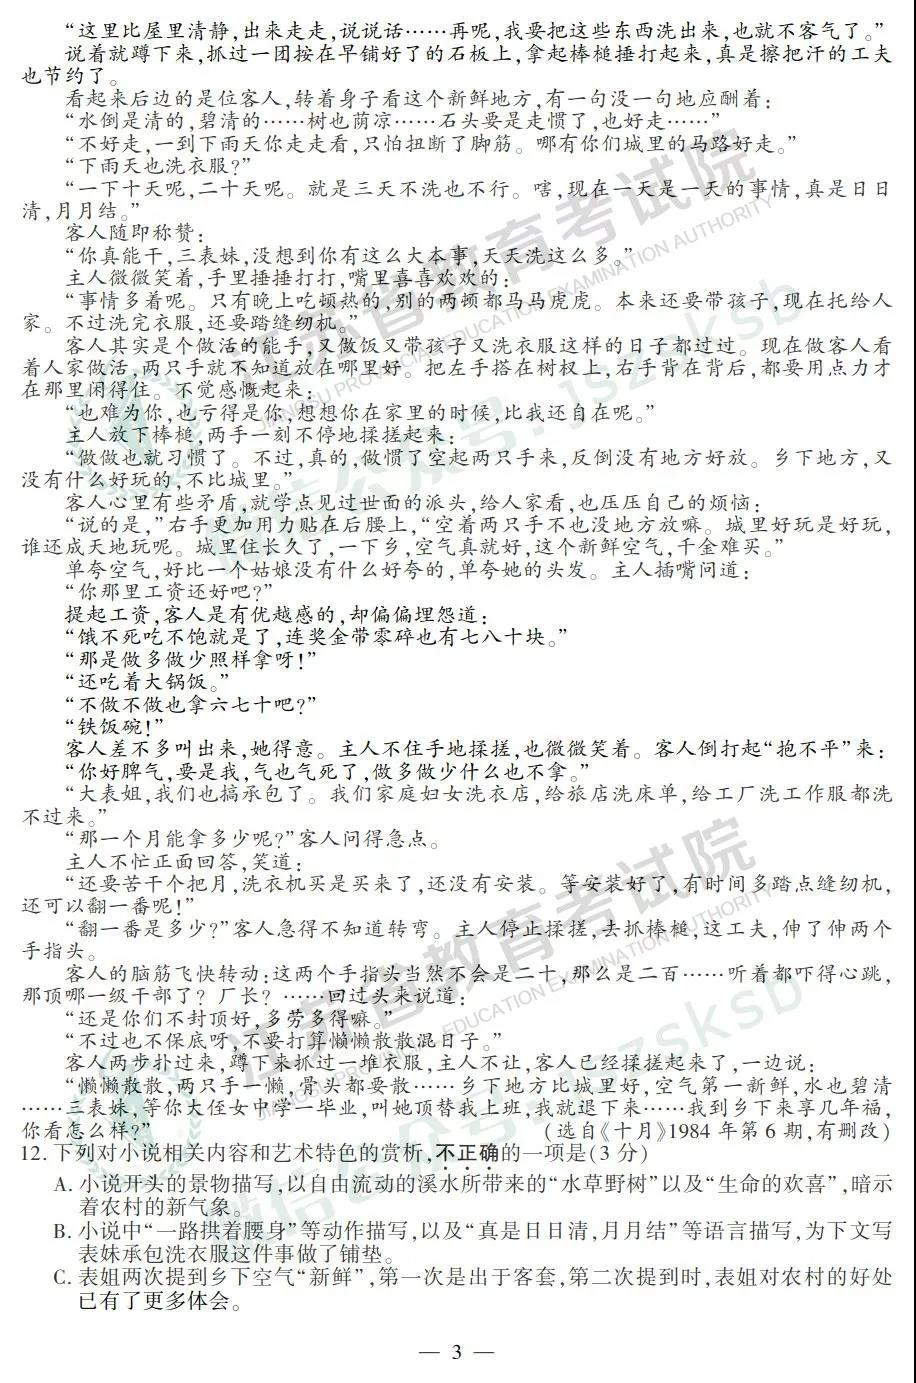 “这里比屋里清静,出来走走,说说话……再呢,我要把这些东西洗出来,也就不客气了。”
说着就蹲下来,抓过一团按在早铺好了的石板上,拿起棒槌捶打起来,真是擦把汗的工夫
也节约了。
看起来后边的是位客人,转着身子看这个新鲜地方,有一句没一句地应酬着:
“水倒是清的,碧清的……树也荫凉……石头要是走惯了,也好走……”
“不好走,一到下雨天你走走看,只怕扭断了脚筋。哪有你们城里的马路好走。”
“下雨天也洗衣服?”
“一下十天呢,二十天呢。就是三天不洗也不行。嗐,现在一天是一天的事情,真是日日
清,月月结。”
客人随即称赞:
“你真能干,三表妹,没想到你有这么大本事,天天洗这么多。”
主人微微笑着,手里捶捶打打,嘴里喜喜欢欢的:
“事情多着呢。只有晚上吃顿热的,别的两顿都马马虎虎。本来还要带孩子,现在托给人
家。不过洗完衣服,还要踏缝纫机。”
客人其实是个做活的能手,又做饭又带孩子又洗衣服这样的日子都过过。现在做客人看
着人家做活,两只手就不知道放在哪里好。把左手搭在树杈上,右手背在背后,都要用点力才
在那里闲得住。不觉感慨起来:
“也难为你,也亏得是你,想想你在家里的时候,比我还自在呢。”
主人放下棒槌,两手一刻不停地揉搓起来:
“做做也就习惯了。不过,真的,做惯了空起两只手来,反倒没有地方好放。乡下地方,又
没有什么好玩的,不比城里。”
客人心里有些矛盾,就学点见过世面的派头,给人家看,也压压自己的烦恼:
“说的是,”右手更加用力贴在后腰上,“空着两只手不也没地方放嘛。城里好玩是好玩,
谁还成天地玩呢。城里住长久了,一下乡,空气真就好,这个新鲜空气,千金难买。”
单夸空气,好比一个姑娘没有什么好夸的,单夸她的头发。主人插嘴问道:
“你那里工资还好吧?”
提起工资,客人是有优越感的,却偏偏埋怨道:
“饿不死吃不饱就是了,连奖金带零碎也有七八十块。”
“那是做多做少照样拿呀!”
“还吃着大锅饭。”
“不做不做也拿六七十吧?”
“铁饭碗!”
客人差不多叫出来,她得意。主人不住手地揉搓,也微微笑着。客人倒打起“抱不平”来:
“你好脾气,要是我,气也气死了,做多做少什么也不拿。”
“大表姐,我们也搞承包了。我们家庭妇女洗衣店,给旅店洗床单,给工厂洗工作服都洗
不过来。”
“那一个月能拿多少呢?”客人问得急点。
主人不忙正面回答,笑道:
“还要苦干个把月,洗衣机买是买来了,还没有安装。等安装好了,有时间多踏点缝纫机,
还可以翻一番呢!”
“翻一番是多少?”客人急得不知道转弯。主人停止揉搓,去抓棒槌,这工夫,伸了伸两个
手指头。
客人的脑筋飞快转动:这两个手指头当然不会是二十,那么是二百……听着都吓得心跳,
那顶哪一级干部了?厂长?……回过头来说道:
“还是你们不封顶好,多劳多得嘛。”
“不过也不保底呀,不要打算懒懒散散混日子。”
客人两步扑过来,蹲下来抓过一堆衣服,主人不让,客人已经揉搓起来了,一边说:
“懒懒散散,两只手一懒,骨头都要散……乡下地方比城里好,空气第一新鲜,水也碧清
……三表妹,等你大侄女中学一毕业,叫她顶替我上班,我就退下来……我到乡下来享几年福,
你看怎么样?”(选自《十月》1984年第6期,有删改)
12. 下列对小说相关内容和艺术特色的赏析,不正确的一项是(3分)
A. 小说开头的景物描写,以自由流动的溪水所带来的“水草野树”以及“生命的欢喜”,暗示
着农村的新气象。
B. 小说中“一路拱着腰身”等动作描写,以及“真是日日清,月月结”等语言描写,为下文写
表妹承包洗衣服这件事做了铺垫。
C. 表姐两次提到乡下空气“新鲜”,第一次是出于客套,第二次提到时,表姐对农村的好处
已有了更多体会。
— 3 —
江苏省教育考试院
JIANGSU PROVINCIAL EDUCATION EXAMINATION AUTHORITY
微信公众号:jszsksb
江苏省教育考试院
JIANGSU PROVINCIAL EDUCATION EXAMINATION AUTHORITY
微信公众号:jszsksb